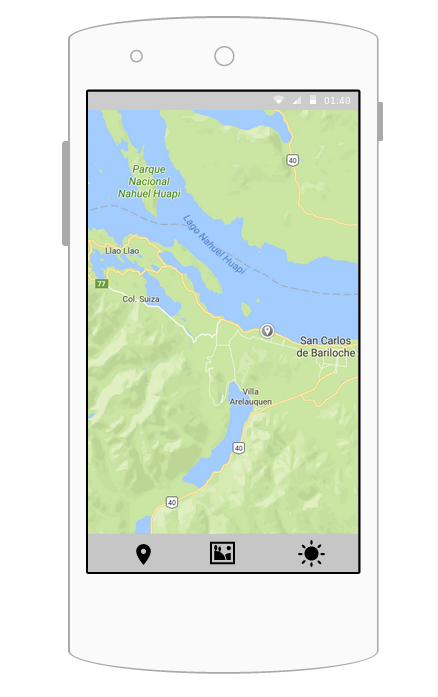 01:40
40
Parque
Nacional
Nahuel Huapi
Lago Nahuel Huapi
Llao Llao
77
Col. Suiza
San Carlos
de Bariloche
Villa
Arelauquen
40
40